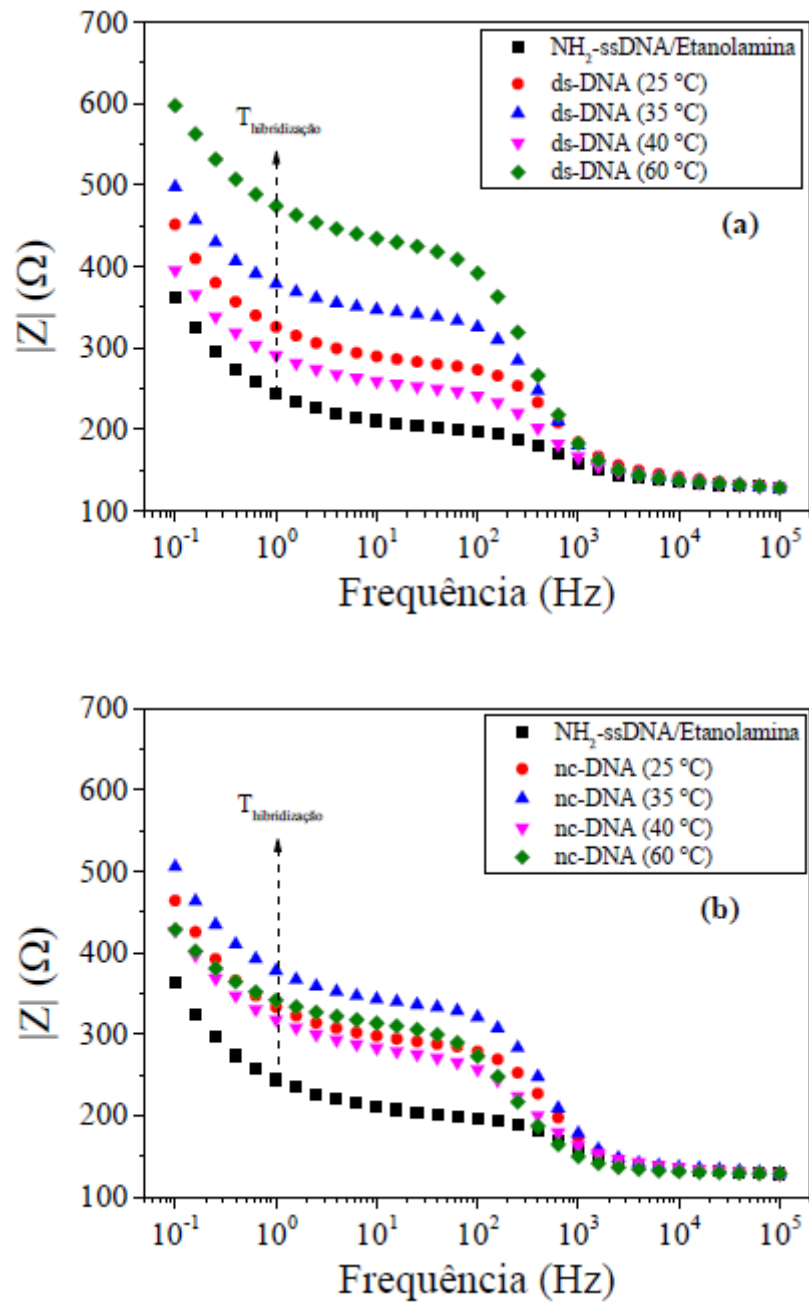 700
600
500
400
300
200
100
|Z| (Ω)
NH2-ssDNA/Etanolamina
ds-DNA (25 °C)
ds-DNA (35 °C)
ds-DNA (40 °C)
ds-DNA (60 °C)
Thibridização
(a)
10-1 100 101 102 103 104 105
Frequência (Hz)
700
600
500
400
300
200
100
|Z| (Ω)
NH2-ssDNA/Etanolamina
nc-DNA (25 °C)
nc-DNA (35 °C)
nc-DNA (40 °C)
nc-DNA (60 °C)
Thibridização
(b)
10-1 100 101 102 103 104 105
Frequência (Hz)